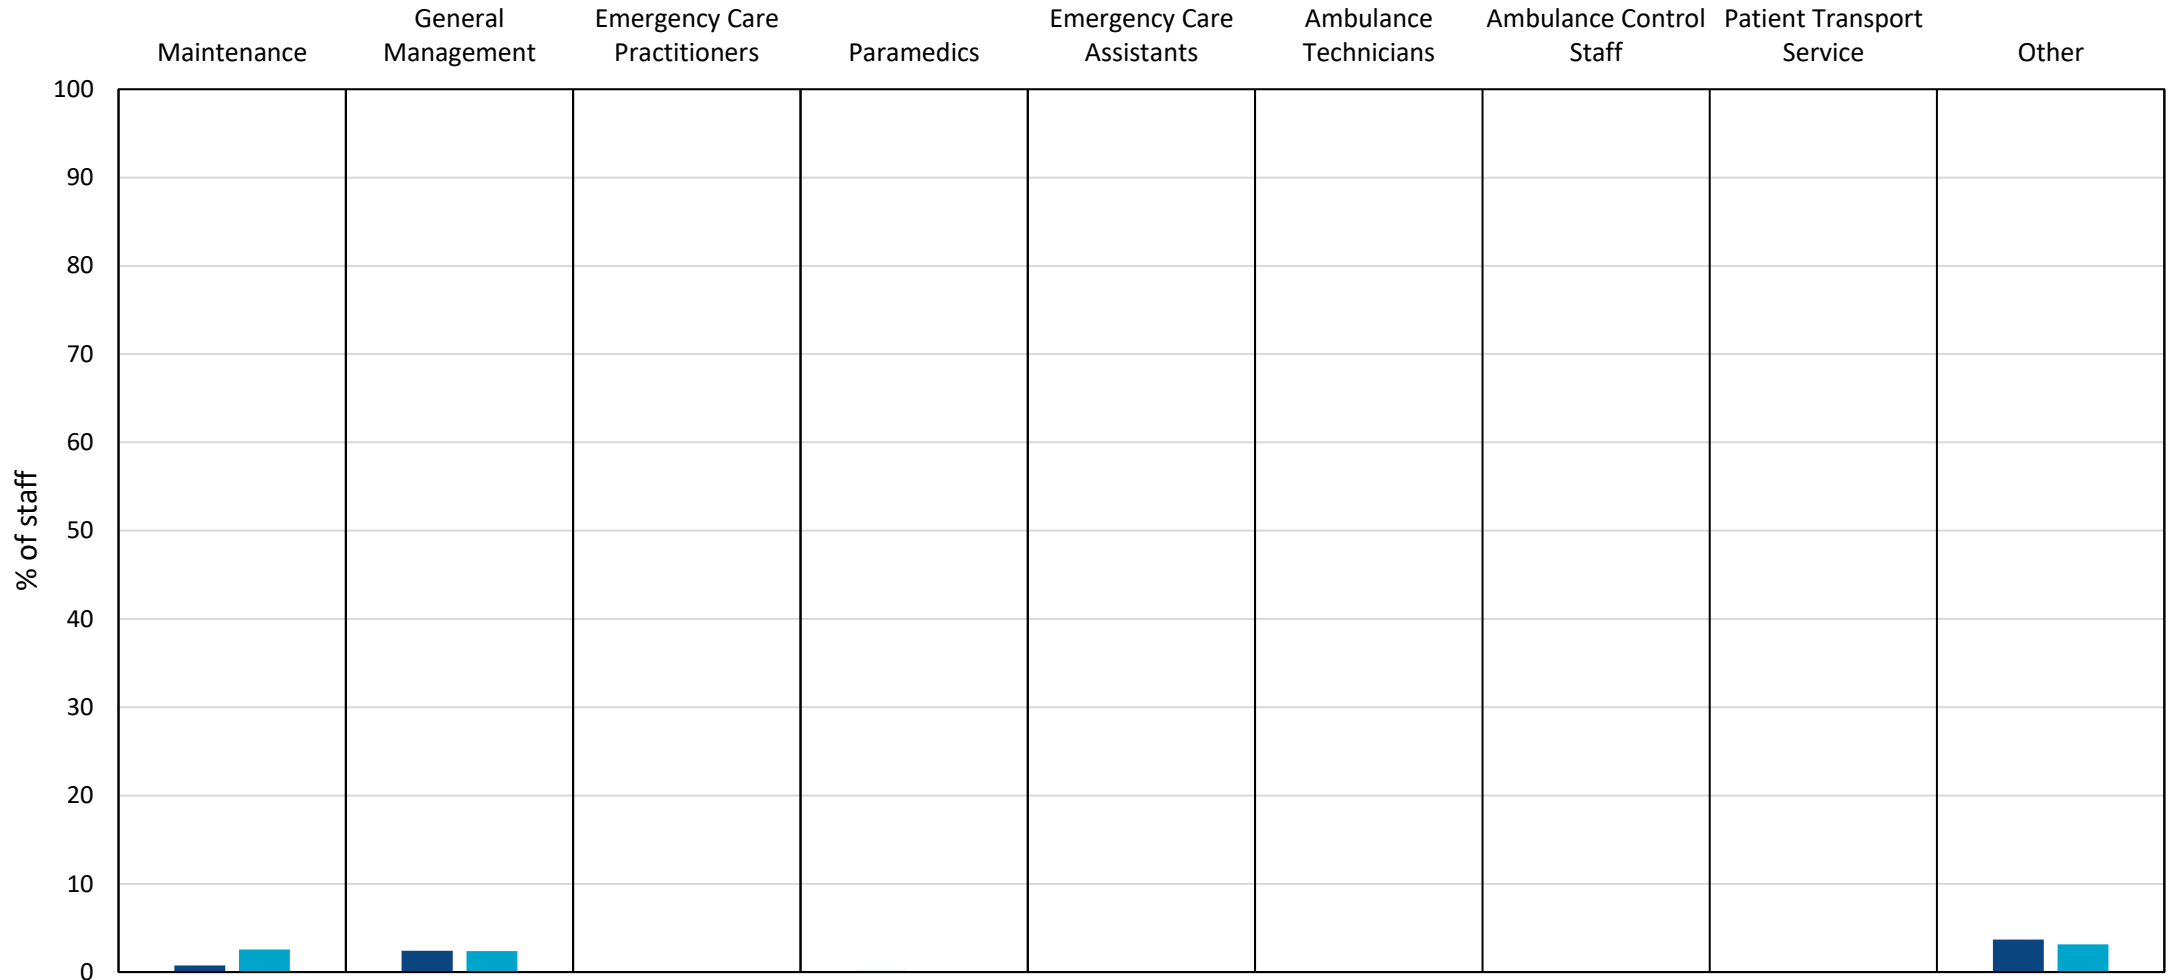 Maintenance
General
Management
Emergency Care
Practitioners
Paramedics
Emergency Care
Assistants
Ambulance
Technicians
Ambulance Control
Staff
Patient Transport
Service
Other
% of staff
100
90
80
70
60
50
40
30
20
10
0